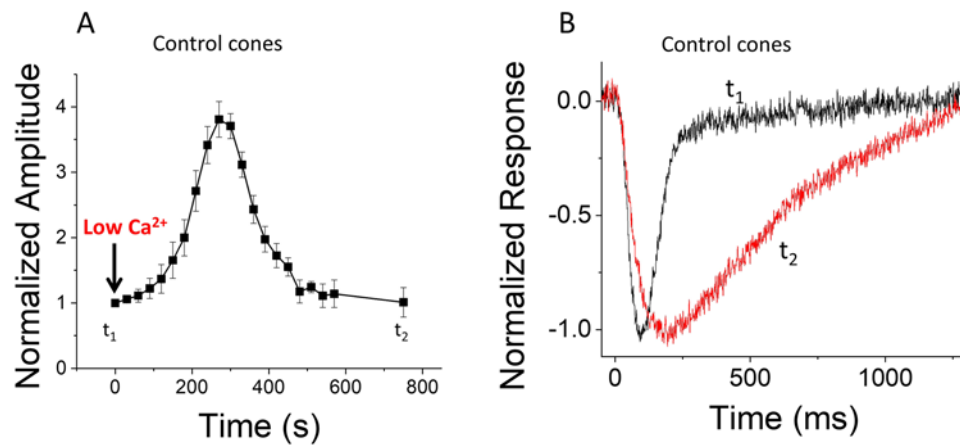 A
Control cones
Normalized Amplitude
4
3
2
1
0
Low Ca²⁺
t₁
t₂
0 200 400 600 800
Time (s)
B
Control cones
Normalized Response
0.0
-0.5
-1.0
t₁
t₂
0 500 1000
Time (ms)